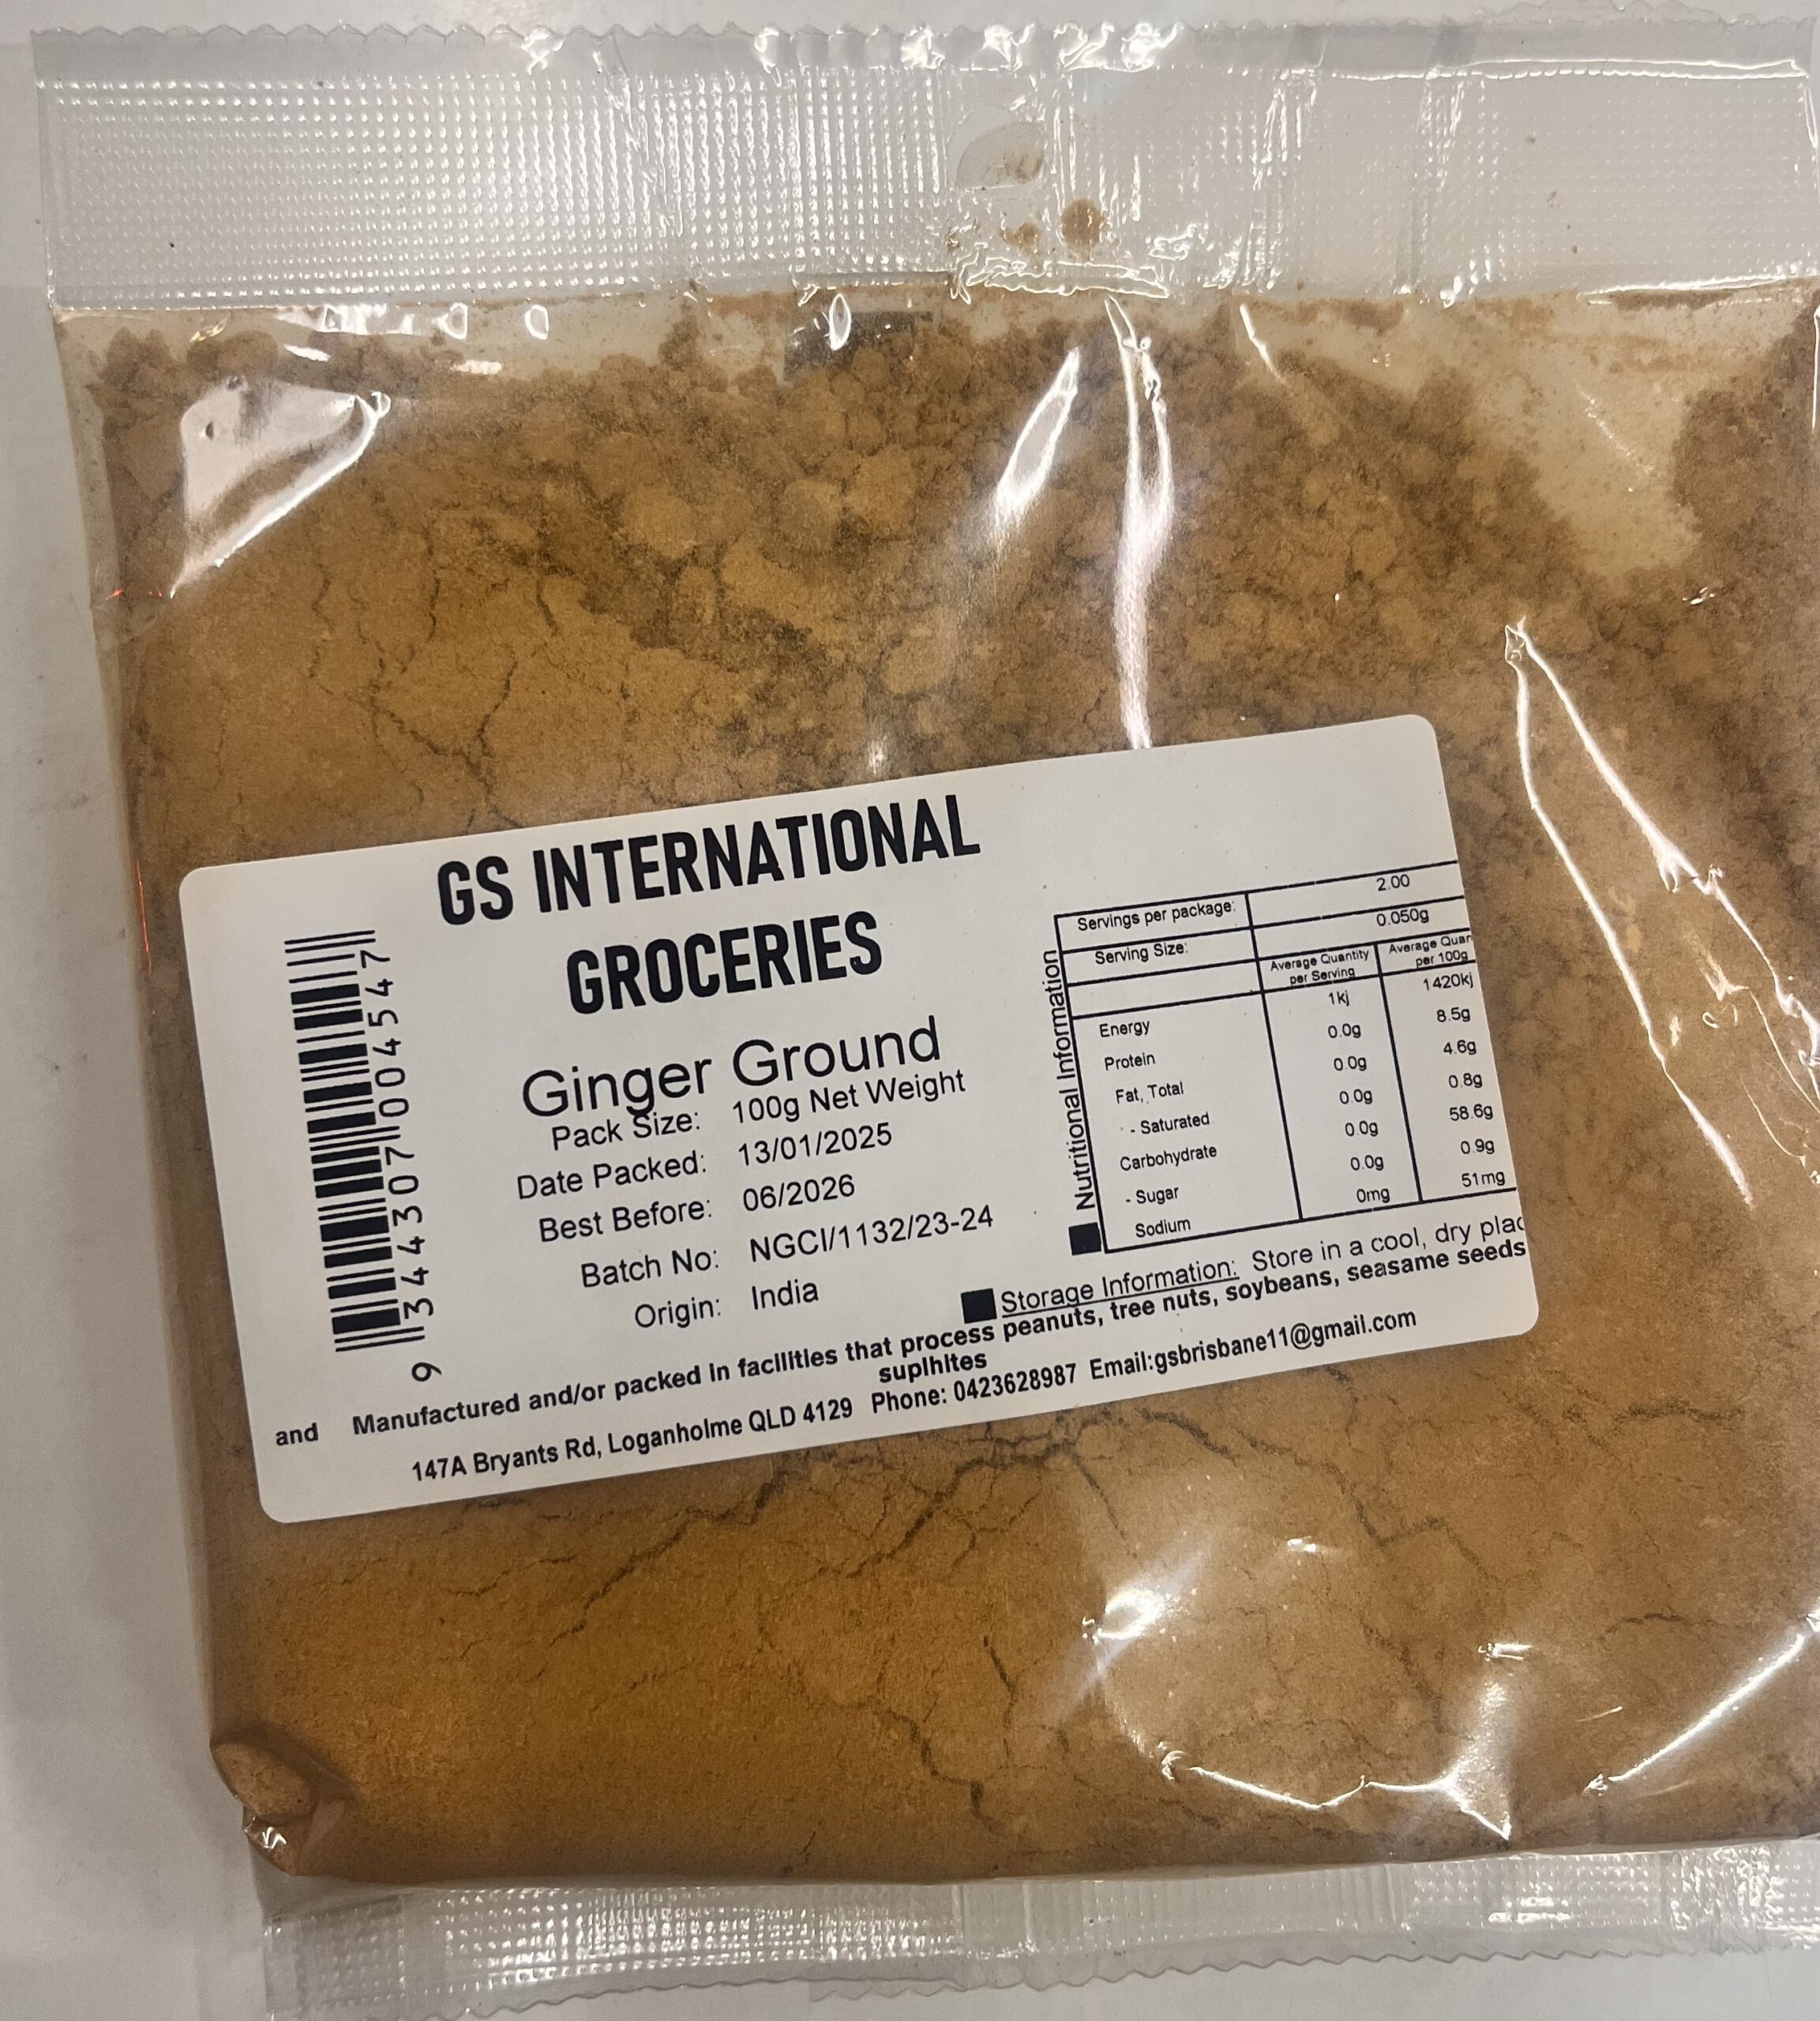 GS INTERNATIONAL
GROCERIES
Ginger Ground
Pack Size: 100g Net Weight
Date Packed: 13/01/2025
Best Before: 06/2026
Batch No: NGCI/1132/23-24
Origin: India
9 344307 004547
Nutritional Information
Servings per package: 2.00
Serving Size: 0.050g
Average Quantity per Serving Average Quan per 100g
Energy 1kj 1420kj
Protein 0.0g 8.5g
Fat, Total 0.0g 4.6g
- Saturated 0.0g 0.8g
Carbohydrate 0.0g 58.6g
- Sugar 0.0g 0.9g
Sodium 0mg 51mg
Storage Information: Store in a cool, dry plac
Manufactured and/or packed in facilities that process peanuts, tree nuts, soybeans, seasame seeds
and suplhites
147A Bryants Rd, Loganholme QLD 4129 Phone: 0423628987 Email:gsbrisbane11@gmail.com